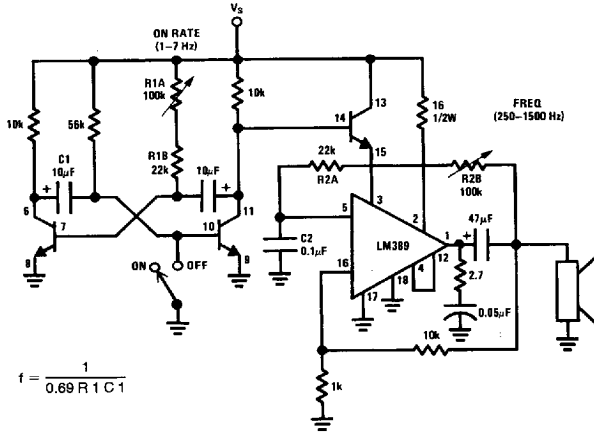 VS
ON RATE
(1–7 Hz)
R1A
100k
10k
56k
10k
C1
10µF
R1B
22k
10µF
13
14
15
16
1/2W
FREQ
(250–1500 Hz)
22k
R2A
R2B
100k
6
7
8
10
11
9
ON
OFF
C2
0.1µF
5
3
2
1
LM389
16
17
18
4
12
47µF
2.7
0.05µF
10k
1k
f = 1 / 0.69 R 1 C 1